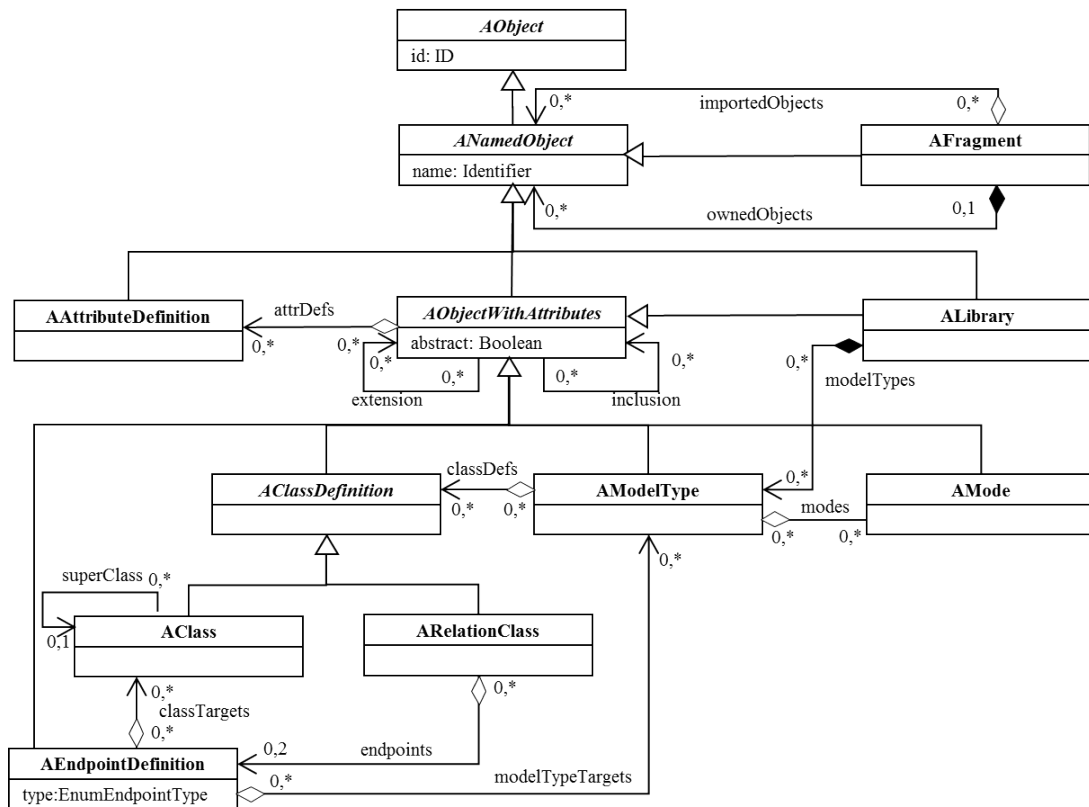 AObject
id: ID
0,*
importedObjects
0,*
ANamedObject
name: Identifier
AFragment
0,*
ownedObjects
0,1
AAttributeDefinition
attrDefs
0,*
0,*
AObjectWithAttributes
abstract: Boolean
ALibrary
0,*
0,*
extension
0,*
0,*
inclusion
0,*
modelTypes
AClassDefinition
classDefs
0,*
0,*
AModelType
0,*
modes
0,*
0,*
AMode
superClass
0,*
0,1
AClass
ARelationClass
0,*
0,*
classTargets
0,*
0,*
endpoints
0,2
AEndpointDefinition
type:EnumEndpointType
0,*
modelTypeTargets